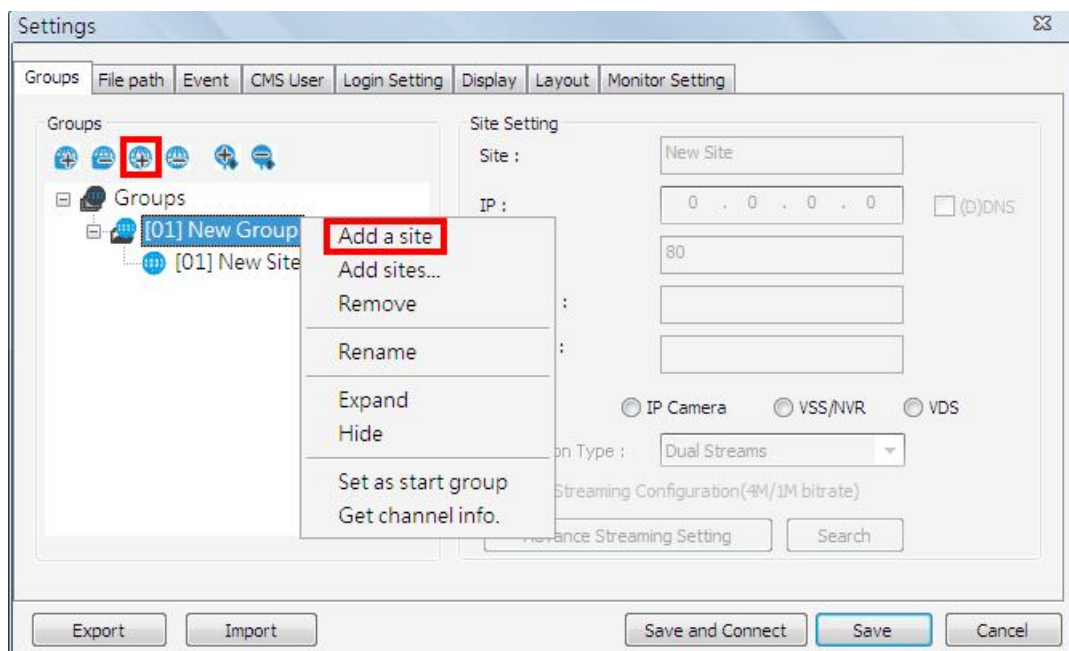 Settings
Groups File path Event CMS User Login Setting Display Layout Monitor Setting
Groups
Groups
[01] New Group
[01] New Site
Add a site
Add sites...
Remove
Rename
Expand
Hide
Set as start group
Get channel info.
Site Setting
Site : New Site
IP : 0 . 0 . 0 . 0 (D)DNS
80
:
:
IP Camera VSS/NVR VDS
Type : Dual Streams
Streaming Configuration(4M/1M bitrate)
Advance Streaming Setting Search
Export Import Save and Connect Save Cancel